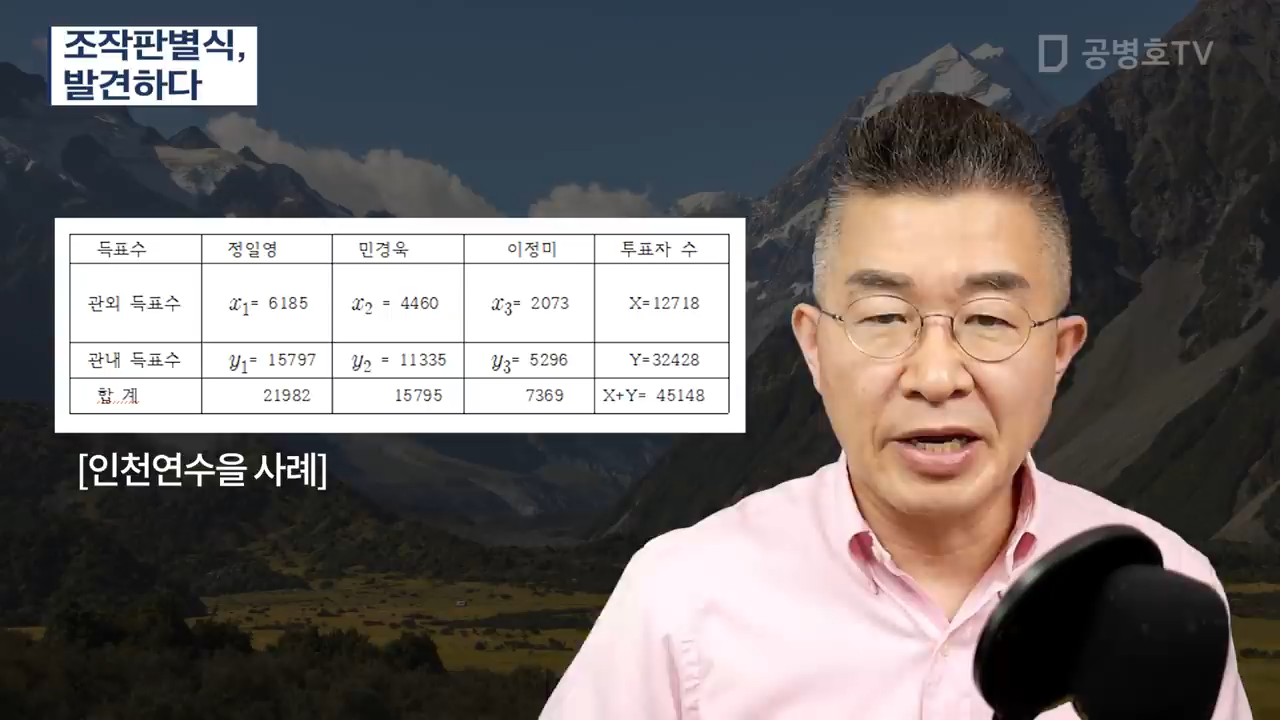 조작판별식,
발견하다
공병호TV
득표수 정일영 민경욱 이정미 투표자 수
관외 득표수 x₁= 6185 x₂ = 4460 x₃= 2073 X=12718
관내 득표수 y₁= 15797 y₂ = 11335 y₃= 5296 Y=32428
합 계 21982 15795 7369 X+Y= 45148
[인천연수을 사례]